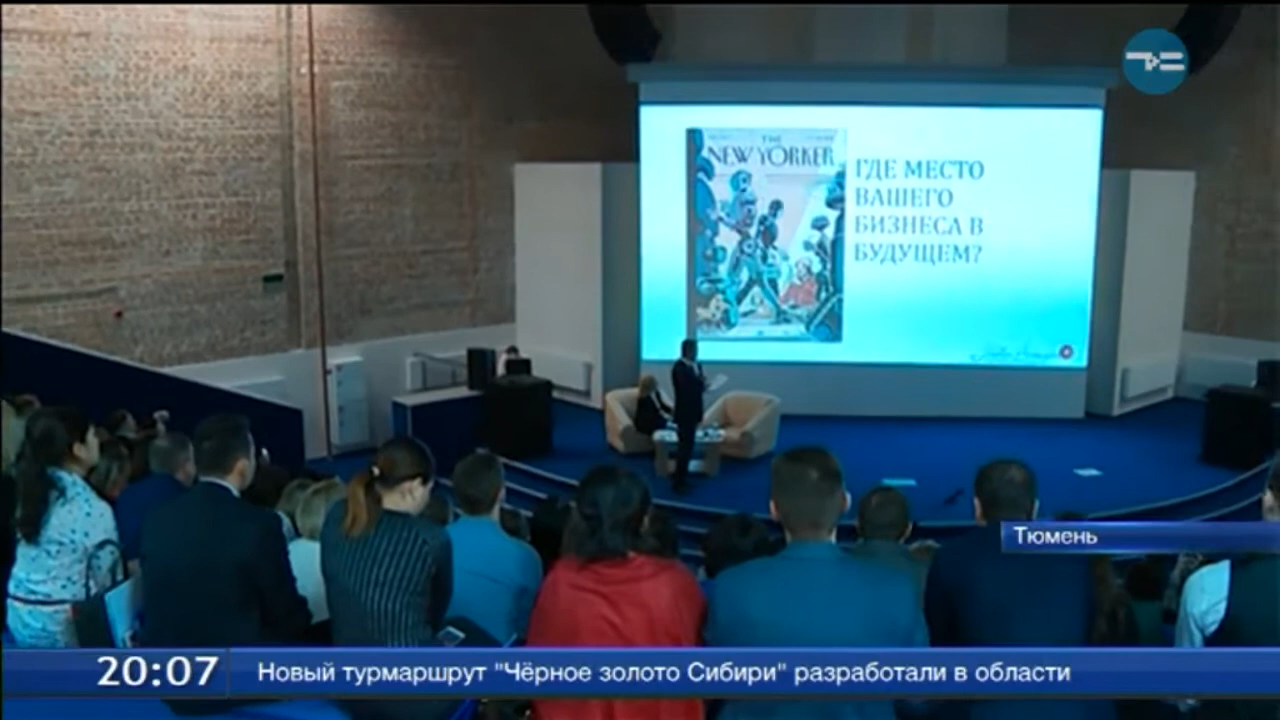 THE
NEW YORKER
ГДЕ МЕСТО
ВАШЕГО
БИЗНЕСА В
БУДУЩЕМ?
Тюмень
20:07 Новый турмаршрут "Чёрное золото Сибири" разработали в области